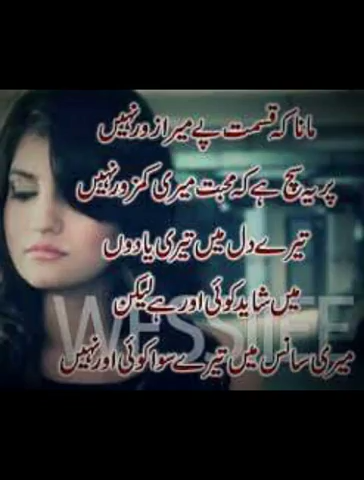 مانا کہ قسمت پے میرا زور نہیں
پر یہ سچ ہے کہ محبت میری کمزور نہیں
تیرے دل میں تیری یادوں
میں شاید کوئی اور ہے لیکن
میری سانس میں تیرے سوا کوئی اور نہیں